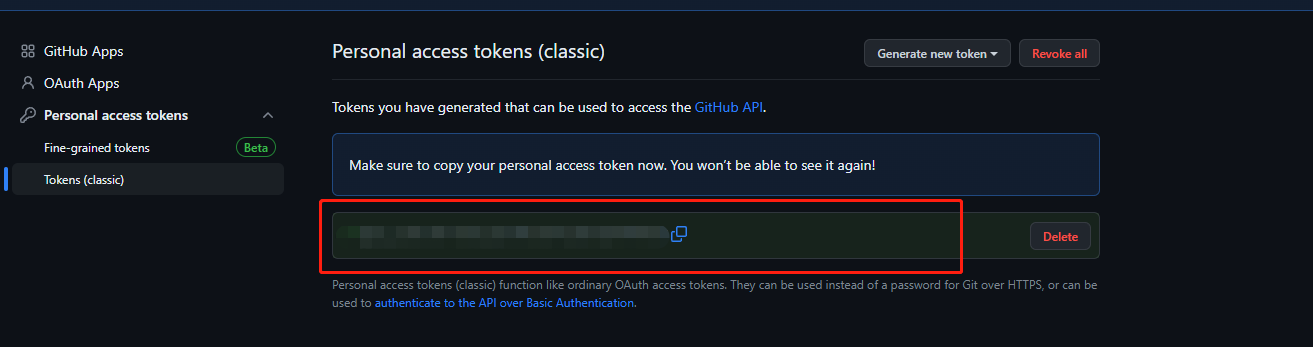 GitHub Apps
OAuth Apps
Personal access tokens
Fine-grained tokens Beta
Tokens (classic)
Personal access tokens (classic)
Generate new token
Revoke all
Tokens you have generated that can be used to access the GitHub API.
Make sure to copy your personal access token now. You won’t be able to see it again!
Delete
Personal access tokens (classic) function like ordinary OAuth access tokens. They can be used instead of a password for Git over HTTPS, or can be
used to authenticate to the API over Basic Authentication.